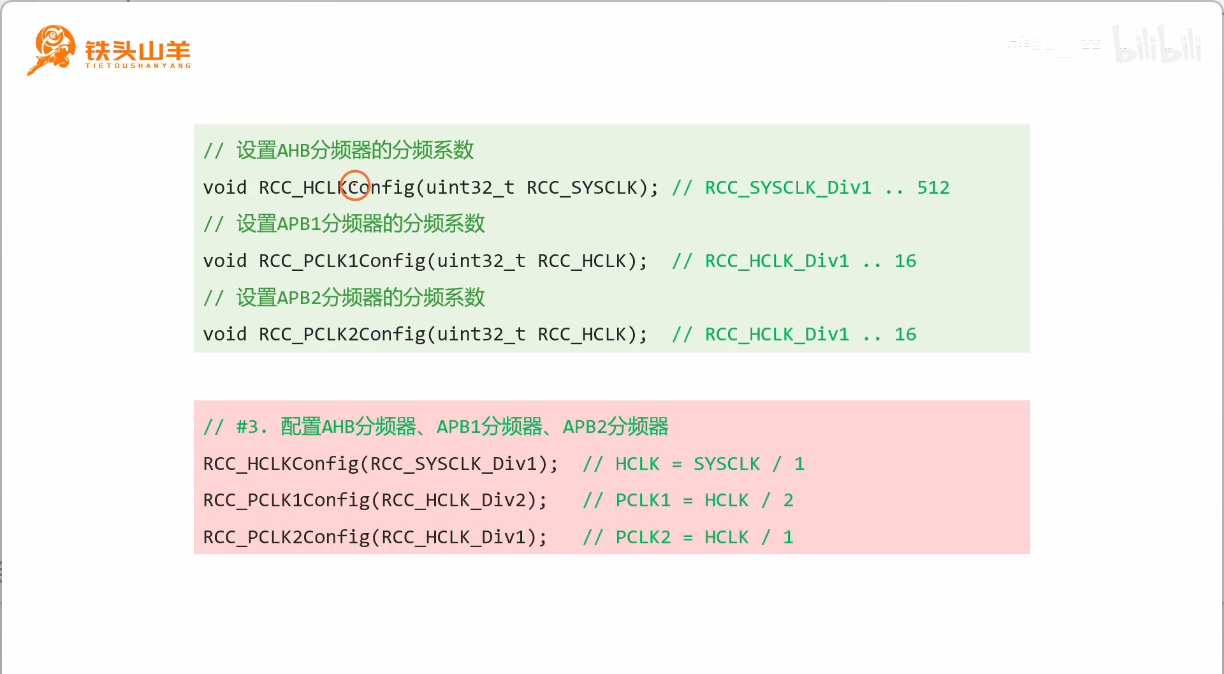 铁头山羊
TIETOUSHANYANG
bilibili
// 设置AHB分频器的分频系数
void RCC_HCLKConfig(uint32_t RCC_SYSCLK); // RCC_SYSCLK_Div1 .. 512
// 设置APB1分频器的分频系数
void RCC_PCLK1Config(uint32_t RCC_HCLK); // RCC_HCLK_Div1 .. 16
// 设置APB2分频器的分频系数
void RCC_PCLK2Config(uint32_t RCC_HCLK); // RCC_HCLK_Div1 .. 16
// #3. 配置AHB分频器、APB1分频器、APB2分频器
RCC_HCLKConfig(RCC_SYSCLK_Div1); // HCLK = SYSCLK / 1
RCC_PCLK1Config(RCC_HCLK_Div2); // PCLK1 = HCLK / 2
RCC_PCLK2Config(RCC_HCLK_Div1); // PCLK2 = HCLK / 1